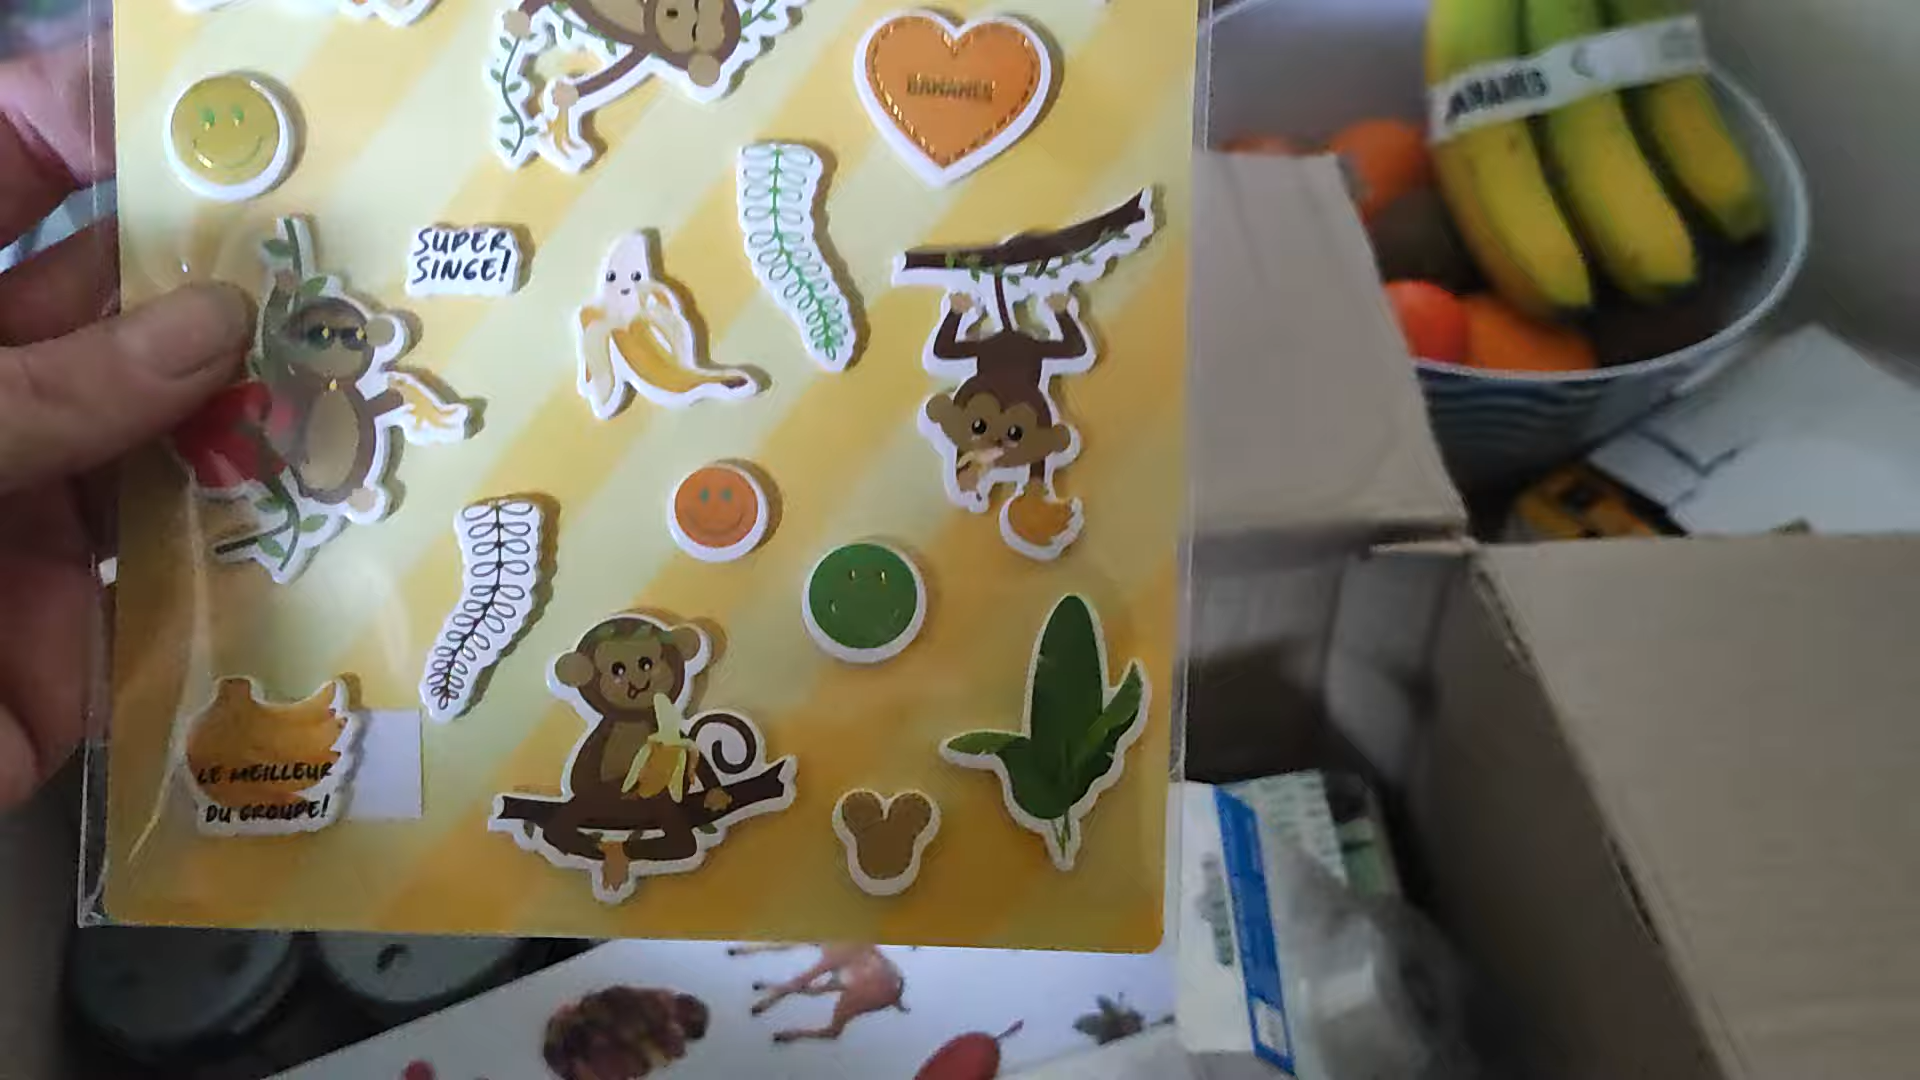 BANANES
SUPER
SINGE!
LE MEILLEUR
DU GROUPE!